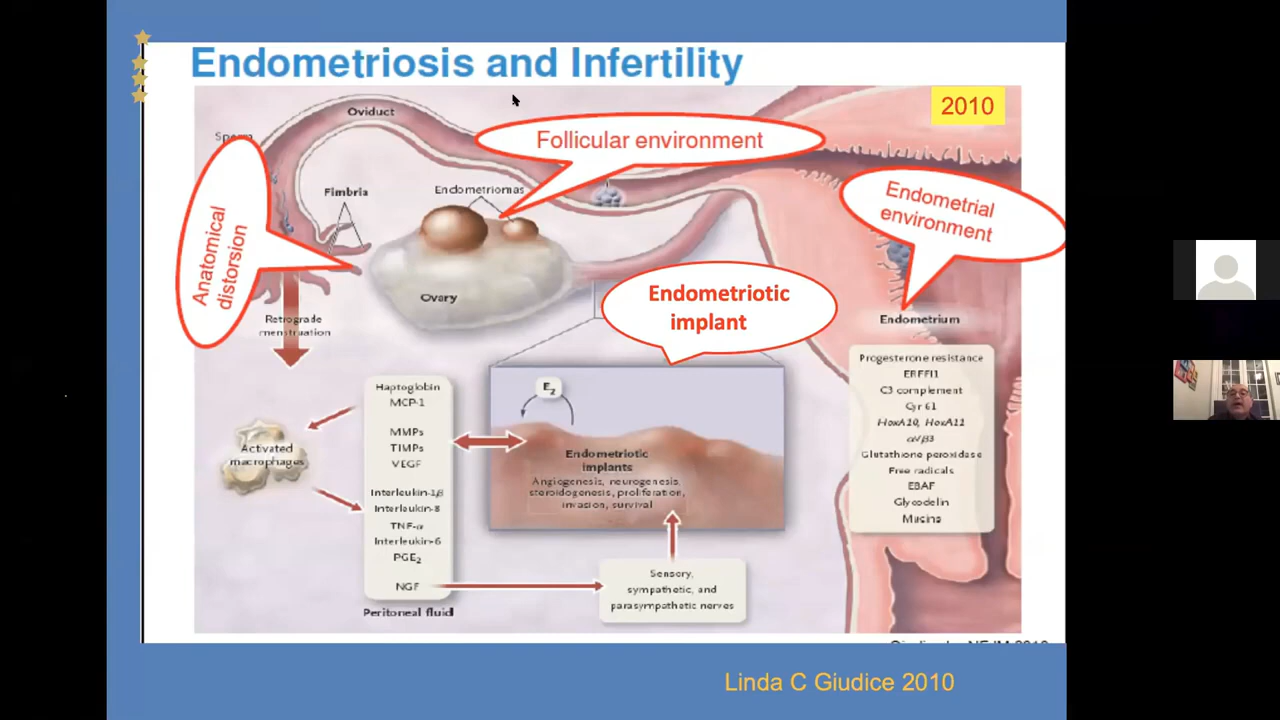 Endometriosis and Infertility
2010
Oviduct
Sperm
Follicular environment
Fimbria
Endometriomas
Endometrial
environment
Anatomical
distorsion
Ovary
Endometriotic
implant
Retrograde
menstruation
Endometrium
Progesterone resistance
ERFFI1
C3 complement
Cyr 61
HoxA10, HoxA11
αVβ3
Glutathione peroxidase
Free radicals
EBAF
Glycodelin
Mucins
Haptoglobin
MCP-1
MMPs
TIMPs
VEGF
Interleukin-1β
Interleukin-8
TNF-α
Interleukin-6
PGE2
NGF
Peritoneal fluid
Activated
macrophages
E2
Endometriotic
implants
Angiogenesis, neurogenesis,
steroidogenesis, proliferation,
invasion, survival
Sensory,
sympathetic, and
parasympathetic nerves
Linda C Giudice 2010